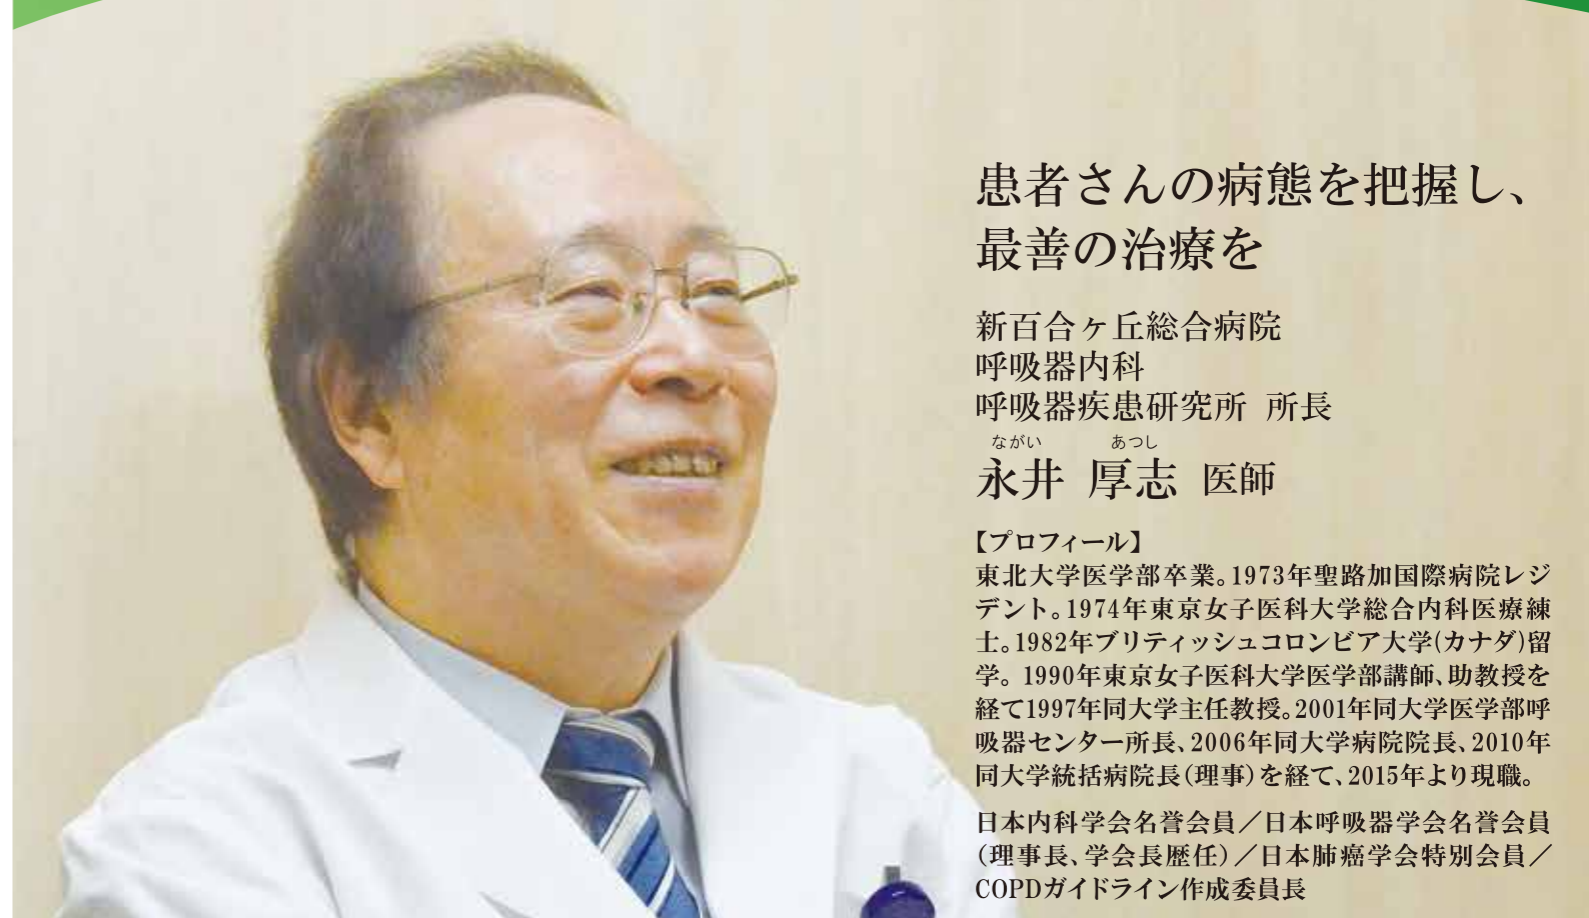 患者さんの病態を把握し、
最善の治療を
新百合ヶ丘総合病院
呼吸器内科
呼吸器疾患研究所 所長
ながい あつし
永井 厚志 医師
【プロフィール】
東北大学医学部卒業。1973年聖路加国際病院レジ
デント。1974年東京女子医科大学総合内科医療練
士。1982年ブリティッシュコロンビア大学(カナダ)留
学。1990年東京女子医科大学医学部講師、助教授を
経て1997年同大学主任教授。2001年同大学医学部呼
吸器センター所長、2006年同大学病院院長、2010年
同大学統括病院長(理事)を経て、2015年より現職。
日本内科学会名誉会員／日本呼吸器学会名誉会員
(理事長、学会長歴任)／日本肺癌学会特別会員／
COPDガイドライン作成委員長